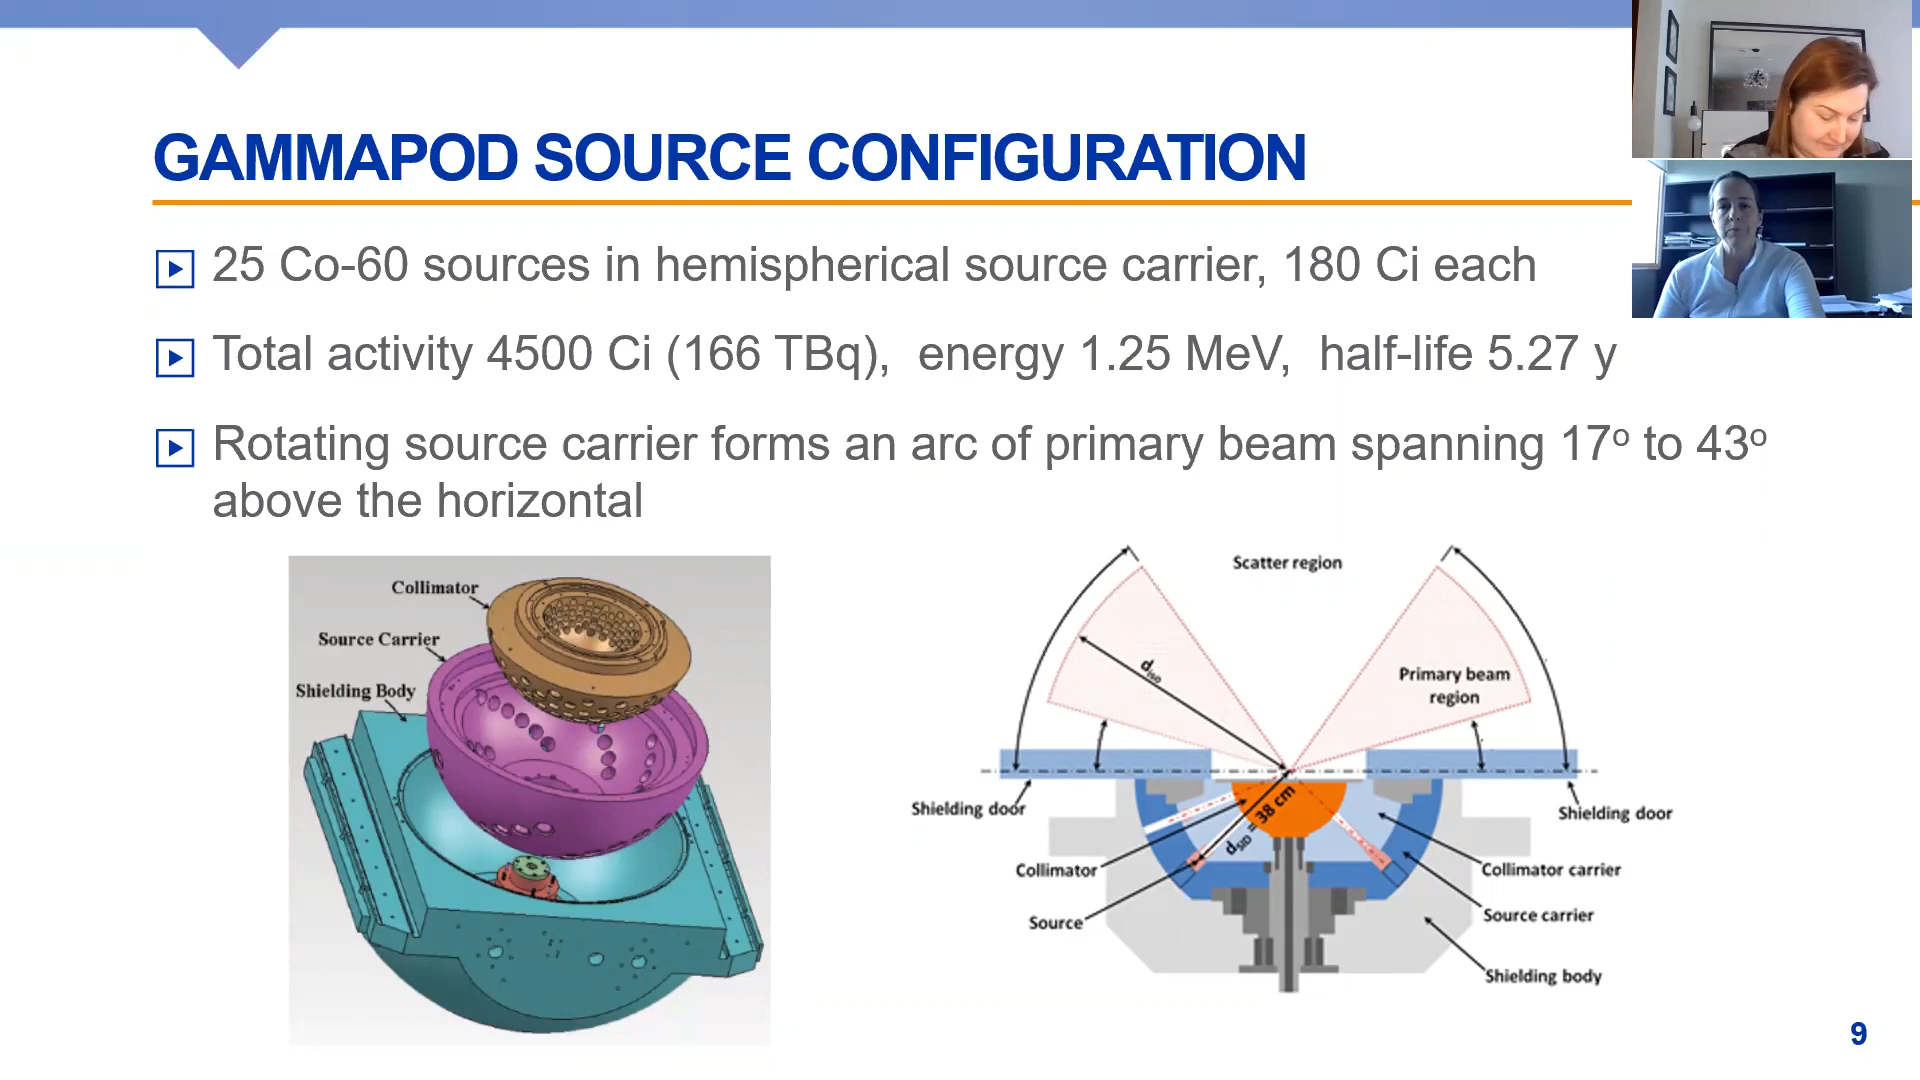 GAMMAPOD SOURCE CONFIGURATION
25 Co-60 sources in hemispherical source carrier, 180 Ci each
Total activity 4500 Ci (166 TBq), energy 1.25 MeV, half-life 5.27 y
Rotating source carrier forms an arc of primary beam spanning 17º to 43º
above the horizontal
Collimator
Source Carrier
Shielding Body
Scatter region
d_iso
Primary beam
region
Shielding door
Shielding door
d_SID = 38 cm
Collimator
Collimator carrier
Source
Source carrier
Shielding body
9